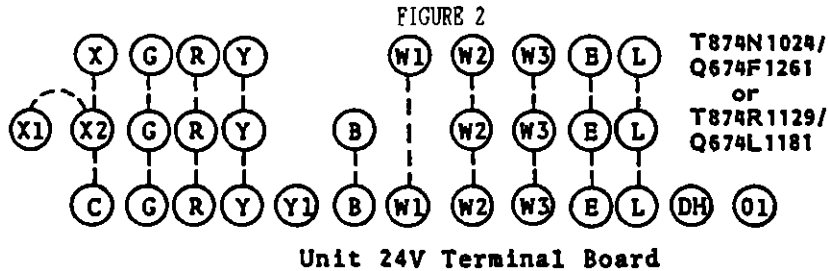 FIGURE 2
X G R Y W1 W2 W3 E L
T874N1024/
Q674F1261
or
T874R1129/
Q674L1181
X1 X2 G R Y B W2 W3 E L
C G R Y Y1 B W1 W2 W3 E L DH O1
Unit 24V Terminal Board